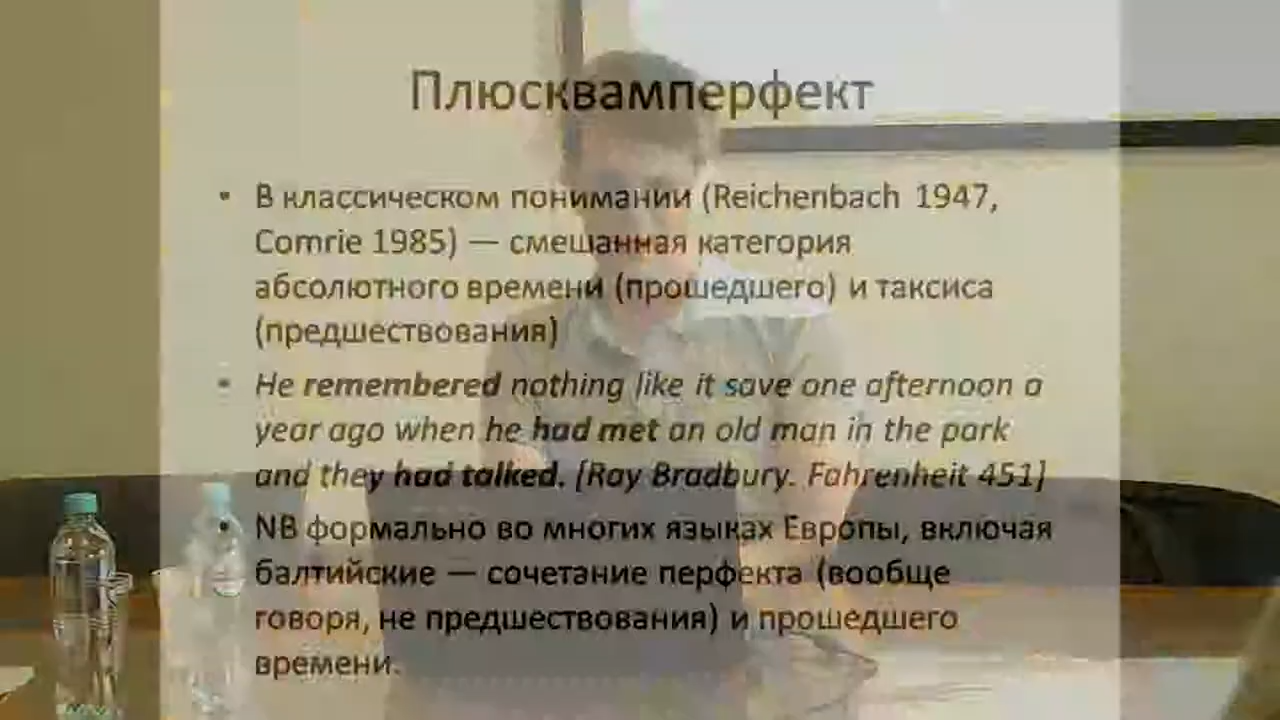 Плюсквамперфект
• В классическом понимании (Reichenbach 1947,
Comrie 1985) — смешанная категория
абсолютного времени (прошедшего) и таксиса
(предшествования)
• He remembered nothing like it save one afternoon a
year ago when he had met an old man in the park
and they had talked. [Ray Bradbury. Fahrenheit 451]
• NB формально во многих языках Европы, включая
балтийские — сочетание перфекта (вообще
говоря, не предшествования) и прошедшего
времени.